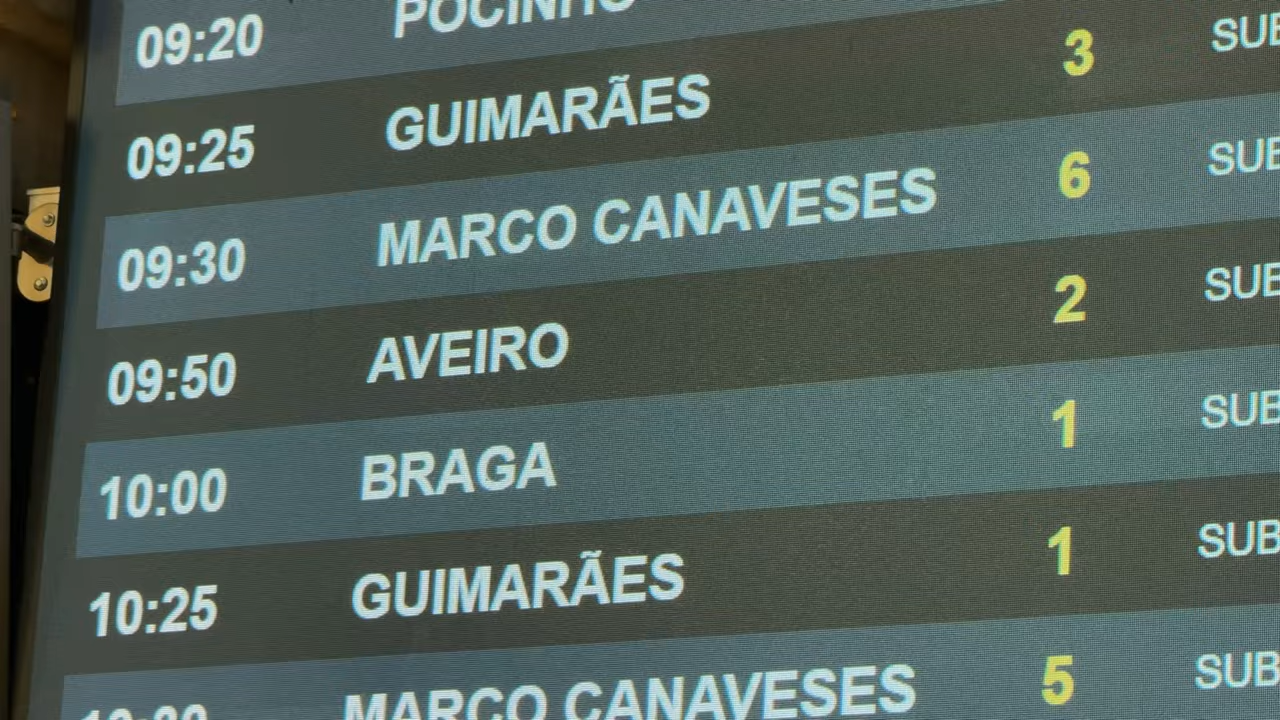 09:20 POCINHO
09:25 GUIMARÃES 3 SUB
09:30 MARCO CANAVESES 6 SUB
09:50 AVEIRO 2 SUB
10:00 BRAGA 1 SUB
10:25 GUIMARÃES 1 SUB
MARCO CANAVESES 5 SUB